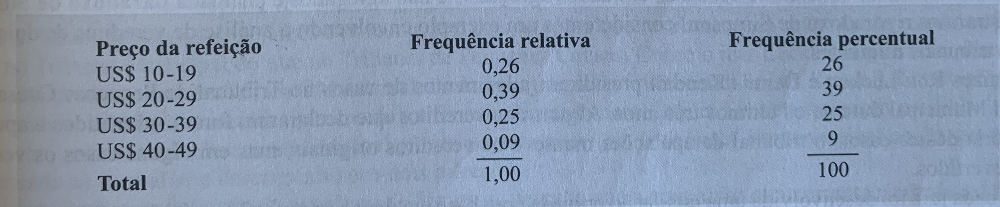 Preço da refeição Frequência relativa Frequência percentual
US$ 10-19 0,26 26
US$ 20-29 0,39 39
US$ 30-39 0,25 25
US$ 40-49 0,09 9
Total 1,00 100